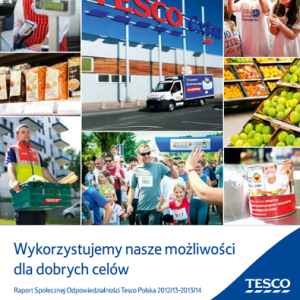 TESCO
Wykorzystujemy nasze możliwości
dla dobrych celów
Raport Społecznej Odpowiedzialności Tesco Polska 2012/13-2013/14
TESCO